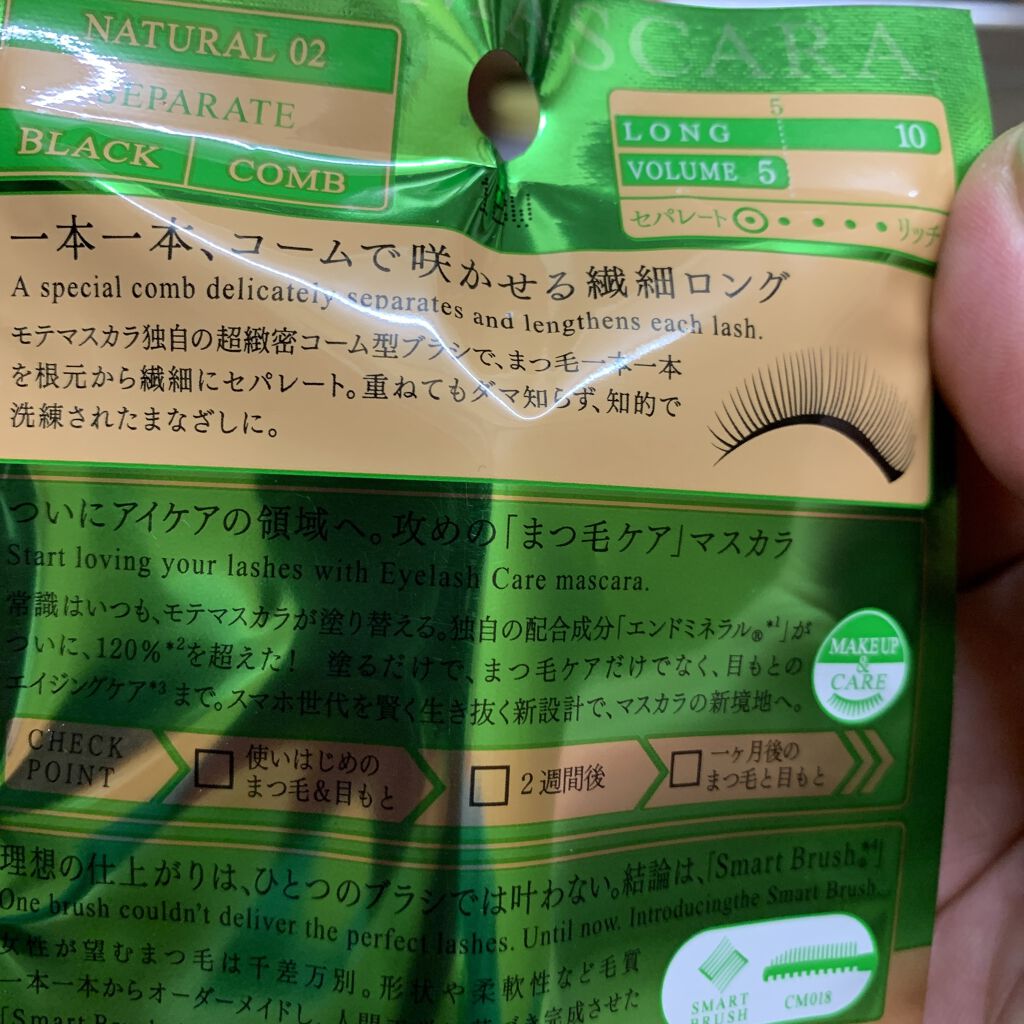 MASCARA
NATURAL 02
SEPARATE
BLACK COMB
5
LONG 10
VOLUME 5
セパレート リッチ
一本一本、コームで咲かせる繊細ロング
A special comb delicately separates and lengthens each lash.
モテマスカラ独自の超緻密コーム型ブラシで、まつ毛一本一本
を根元から繊細にセパレート。重ねてもダマ知らず、知的で
洗練されたまなざしに。
ついにアイケアの領域へ。攻めの「まつ毛ケア」マスカラ
Start loving your lashes with Eyelash Care mascara.
常識はいつも、モテマスカラが塗り替える。独自の配合成分「エンドミネラル®*1」が
ついに、120%*2を超えた! 塗るだけで、まつ毛ケアだけでなく、目もとの
エイジングケア*3まで。スマホ世代を賢く生き抜く新設計で、マスカラの新境地へ。
MAKEUP
&
CARE
CHECK
POINT
使いはじめの
まつ毛&目もと
2週間後
一ヶ月後の
まつ毛と目もと
理想の仕上がりは、ひとつのブラシでは叶わない。結論は、「Smart Brush®*4」
One brush couldn't deliver the perfect lashes. Until now. Introducingthe Smart Brush...
女性が望むまつ毛は千差万別。形状や柔軟性など毛質
一本一本からオーダーメイドし、人間
き完成させた
「Smart
SMART
BRUSH
CM018